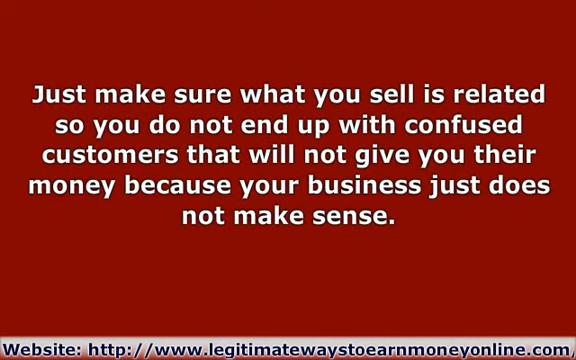 Just make sure what you sell is related
so you do not end up with confused
customers that will not give you their
money because your business just does
not make sense.
Website: http://www.legitimatewaystoearnmoneyonline.com